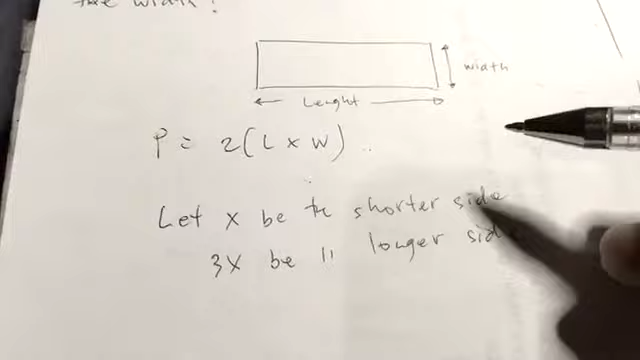 the width?
width
Lenght
P = 2(L x W)
Let x be the shorter side
3x be " longer side